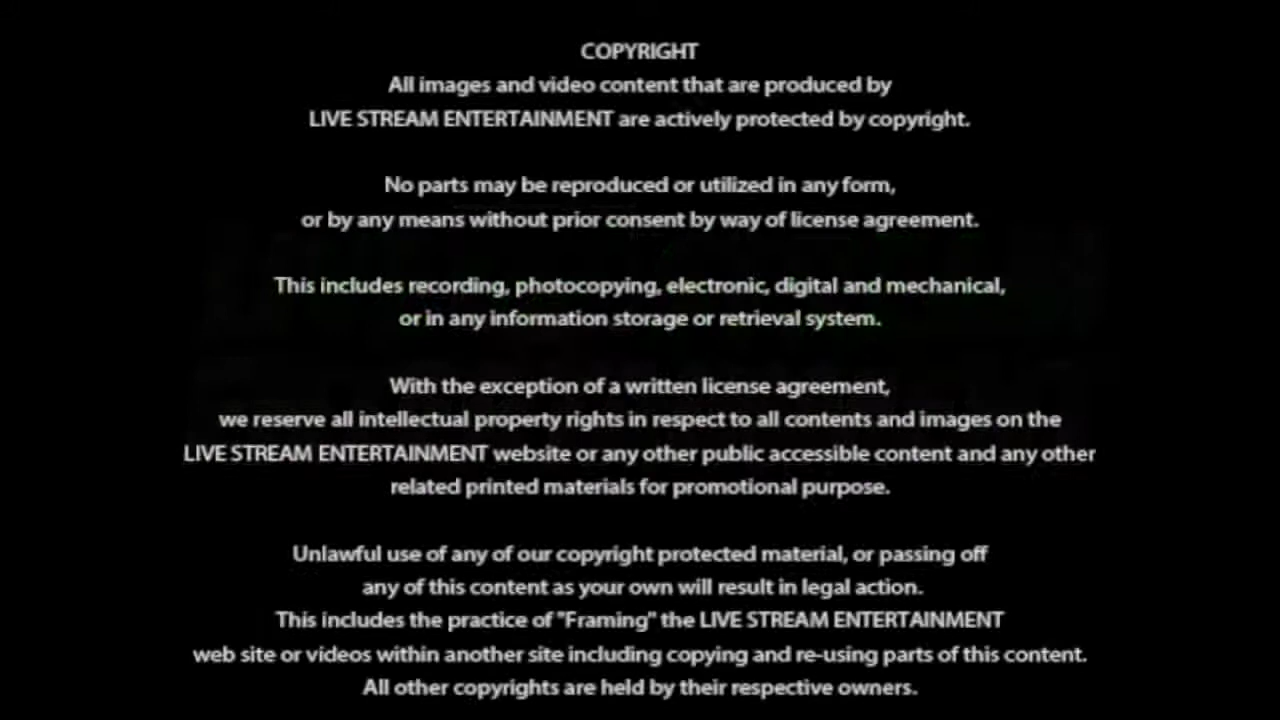 COPYRIGHT
All images and video content that are produced by
LIVE STREAM ENTERTAINMENT are actively protected by copyright.
No parts may be reproduced or utilized in any form,
or by any means without prior consent by way of license agreement.
This includes recording, photocopying, electronic, digital and mechanical,
or in any information storage or retrieval system.
With the exception of a written license agreement,
we reserve all intellectual property rights in respect to all contents and images on the
LIVE STREAM ENTERTAINMENT website or any other public accessible content and any other
related printed materials for promotional purpose.
Unlawful use of any of our copyright protected material, or passing off
any of this content as your own will result in legal action.
This includes the practice of "Framing" the LIVE STREAM ENTERTAINMENT
web site or videos within another site including copying and re-using parts of this content.
All other copyrights are held by their respective owners.